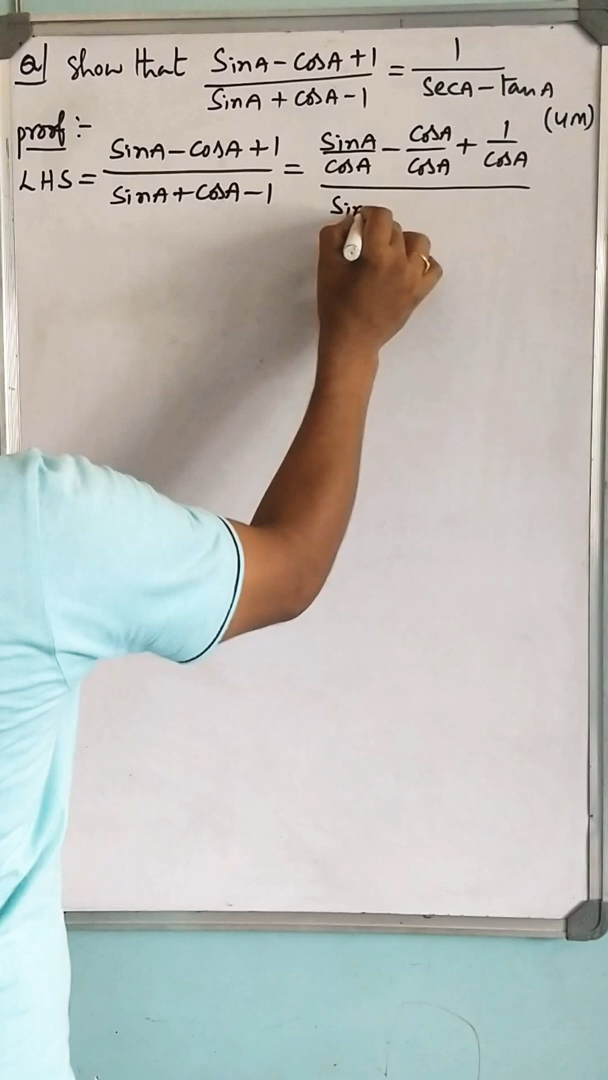 Q) Show that SinA - CosA + 1 / SinA + CosA - 1 = 1 / SecA - tanA
(4M)
proof :-
LHS = SinA - CosA + 1 / SinA + CosA - 1 = SinA/CosA - CosA/CosA + 1/CosA
Sin